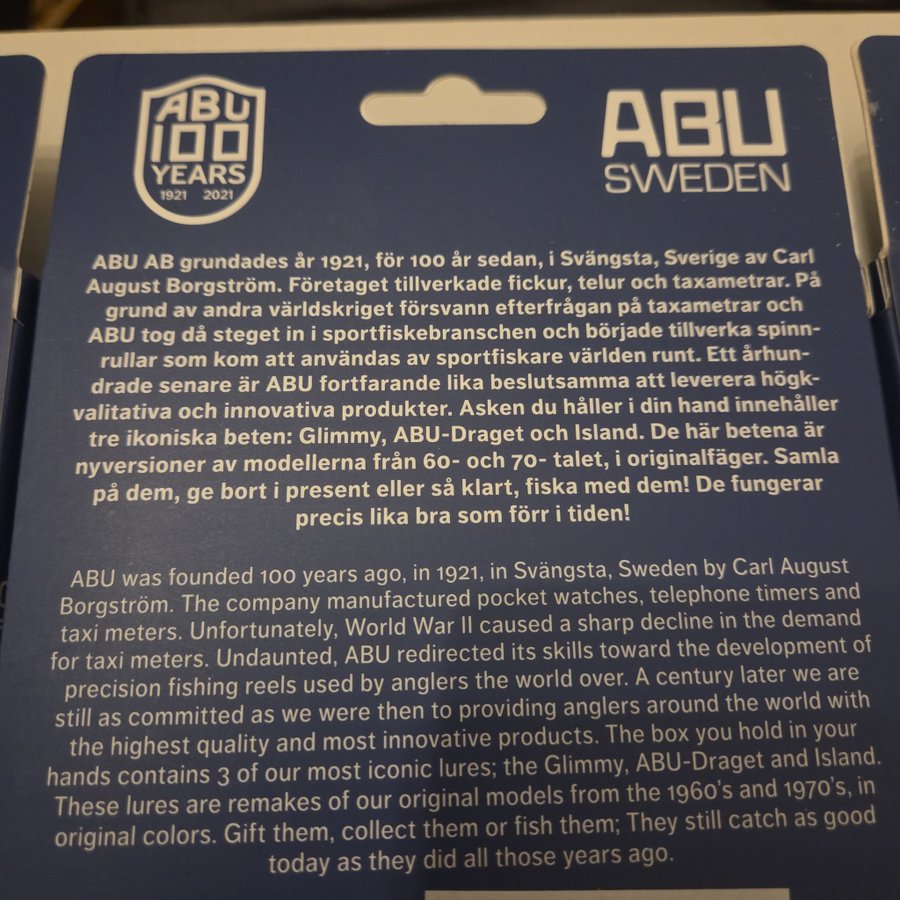 ABU
100
YEARS
1921 2021
ABU
SWEDEN
ABU AB grundades år 1921, för 100 år sedan, i Svängsta, Sverige av Carl
August Borgström. Företaget tillverkade fickur, telur och taxametrar. På
grund av andra världskriget försvann efterfrågan på taxametrar och
ABU tog då steget in i sportfiskebranschen och började tillverka spinn-
rullar som kom att användas av sportfiskare världen runt. Ett århun-
drade senare är ABU fortfarande lika beslutsamma att leverera högk-
valitativa och innovativa produkter. Asken du håller i din hand innehåller
tre ikoniska beten: Glimmy, ABU-Draget och Island. De här betena är
nyversioner av modellerna från 60- och 70- talet, i originalfäger. Samla
på dem, ge bort i present eller så klart, fiska med dem! De fungerar
precis lika bra som förr i tiden!
ABU was founded 100 years ago, in 1921, in Svängsta, Sweden by Carl August
Borgström. The company manufactured pocket watches, telephone timers and
taxi meters. Unfortunately, World War II caused a sharp decline in the demand
for taxi meters. Undaunted, ABU redirected its skills toward the development of
precision fishing reels used by anglers the world over. A century later we are
still as committed as we were then to providing anglers around the world with
the highest quality and most innovative products. The box you hold in your
hands contains 3 of our most iconic lures; the Glimmy, ABU-Draget and Island.
These lures are remakes of our original models from the 1960's and 1970's, in
original colors. Gift them, collect them or fish them; They still catch as good
today as they did all those years ago.